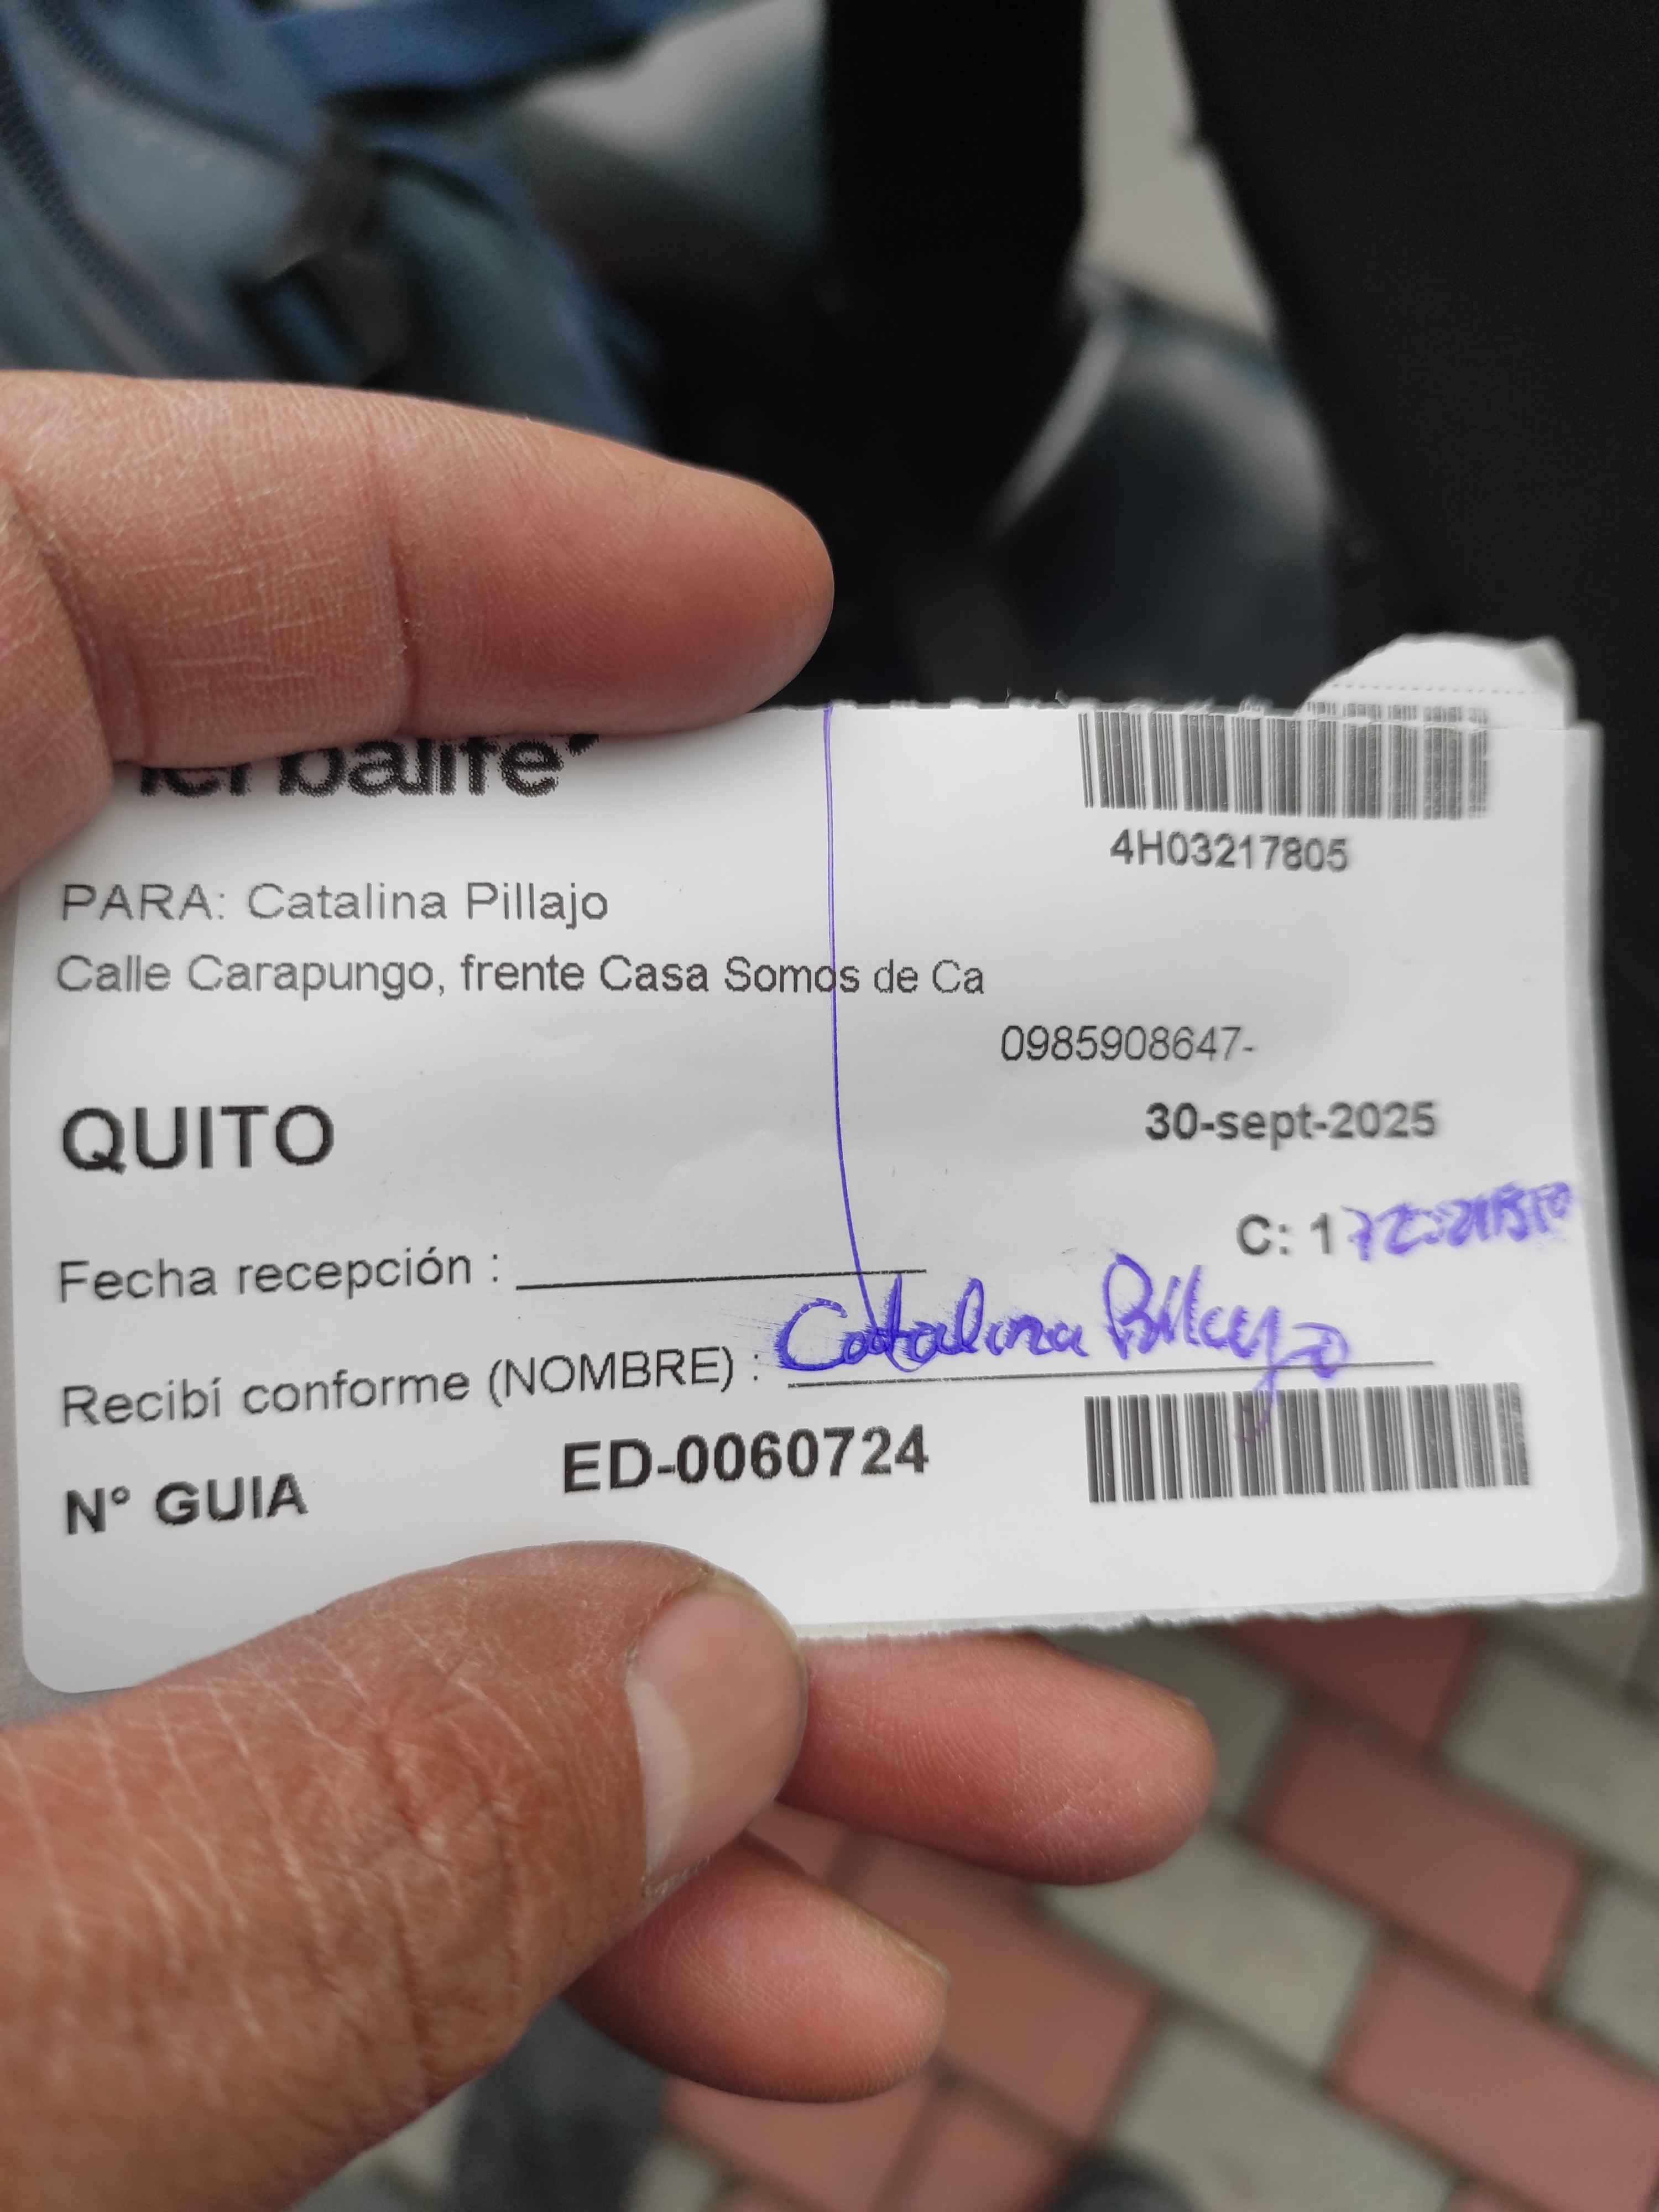 Herbalife
4H03217805
PARA: Catalina Pillajo
Calle Carapungo, frente Casa Somos de Ca
0985908647-
QUITO
30-sept-2025
C: 1
Fecha recepción :
Recibí conforme (NOMBRE) : Catalina Pillajo
N° GUIA ED-0060724